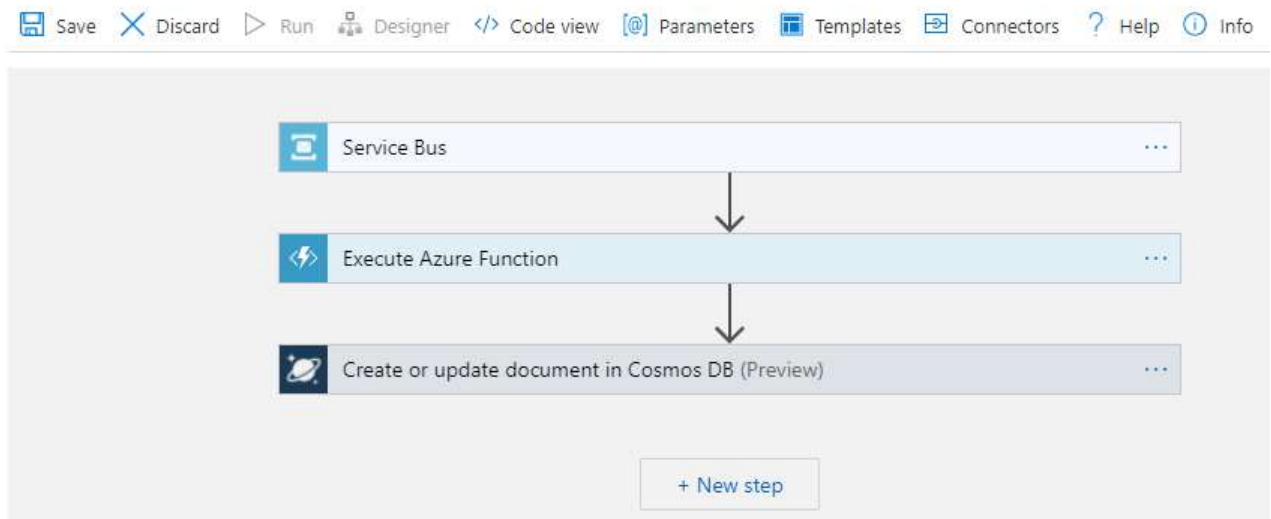 Save Discard Run Designer </> Code view [@] Parameters Templates Connectors ? Help Info
Service Bus ...
Execute Azure Function ...
Create or update document in Cosmos DB (Preview) ...
+ New step